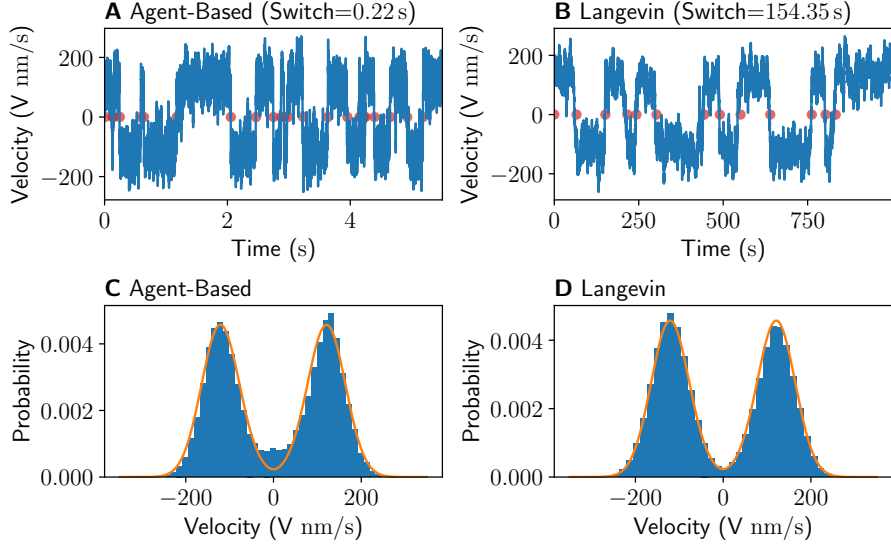 A Agent-Based (Switch=0.22 s)
Velocity (V nm/s)
200
0
−200
0
2
4
Time (s)
B Langevin (Switch=154.35 s)
Velocity (V nm/s)
200
0
−200
0
250
500
750
Time (s)
C Agent-Based
Probability
0.004
0.002
0.000
−200
0
200
Velocity (V nm/s)
D Langevin
Probability
0.004
0.002
0.000
−200
0
200
Velocity (V nm/s)